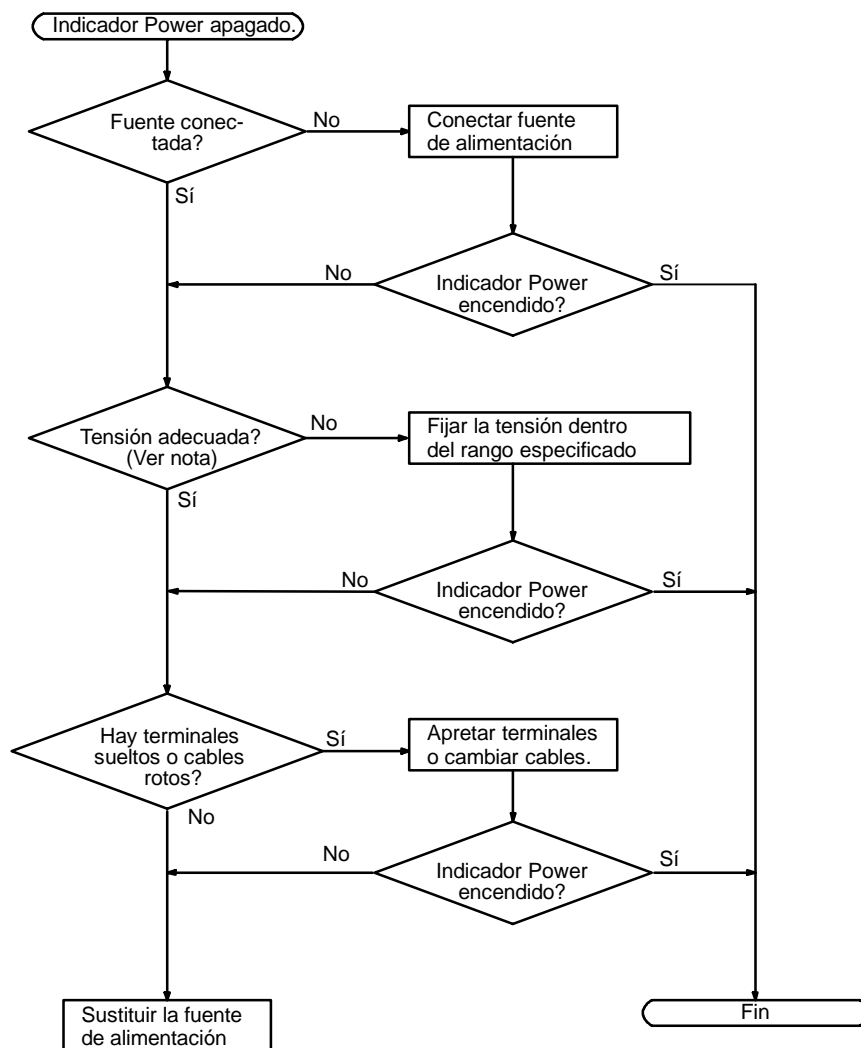 Indicador Power apagado.
Fuente conec-
tada?
No
Conectar fuente
de alimentación
Sí
No
Indicador Power
encendido?
Sí
Tensión adecuada?
(Ver nota)
No
Fijar la tensión dentro
del rango especificado
Sí
No
Indicador Power
encendido?
Sí
Hay terminales
sueltos o cables
rotos?
Sí
Apretar terminales
o cambiar cables.
No
No
Indicador Power
encendido?
Sí
Sustituir la fuente
de alimentación
Fin